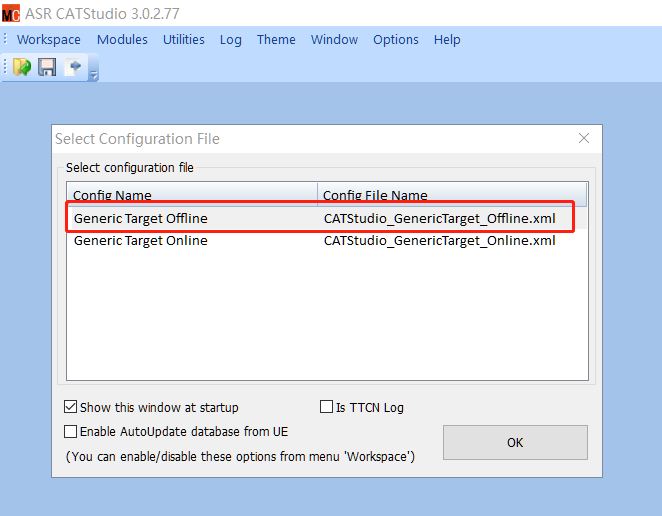 MC ASR CATStudio 3.0.2.77
Workspace Modules Utilities Log Theme Window Options Help
Select Configuration File
Select configuration file
Config Name Config File Name
Generic Target Offline CATStudio_GenericTarget_Offline.xml
Generic Target Online CATStudio_GenericTarget_Online.xml
Show this window at startup Is TTCN Log
Enable AutoUpdate database from UE
(You can enable/disable these options from menu 'Workspace') OK